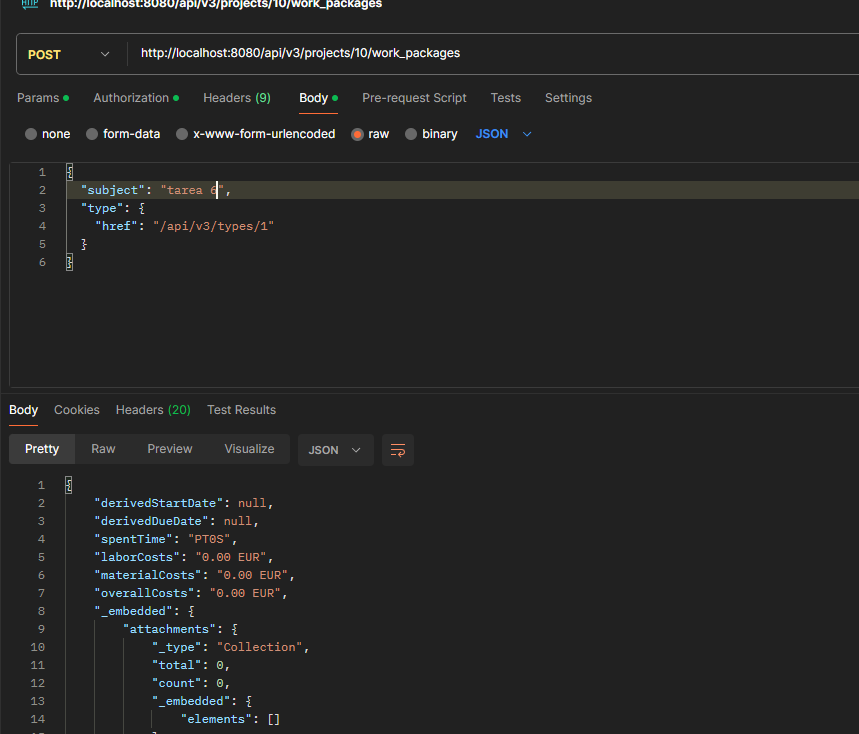 HTTP http://localhost:8080/api/v3/projects/10/work_packages
POST http://localhost:8080/api/v3/projects/10/work_packages
Params Authorization Headers (9) Body Pre-request Script Tests Settings
none form-data x-www-form-urlencoded raw binary JSON
1 {
2 "subject": "tarea 6",
3 "type": {
4 "href": "/api/v3/types/1"
5 }
6 }
Body Cookies Headers (20) Test Results
Pretty Raw Preview Visualize JSON
1 {
2 "derivedStartDate": null,
3 "derivedDueDate": null,
4 "spentTime": "PT0S",
5 "laborCosts": "0.00 EUR",
6 "materialCosts": "0.00 EUR",
7 "overallCosts": "0.00 EUR",
8 "_embedded": {
9 "attachments": {
10 "_type": "Collection",
11 "total": 0,
12 "count": 0,
13 "_embedded": {
14 "elements": []